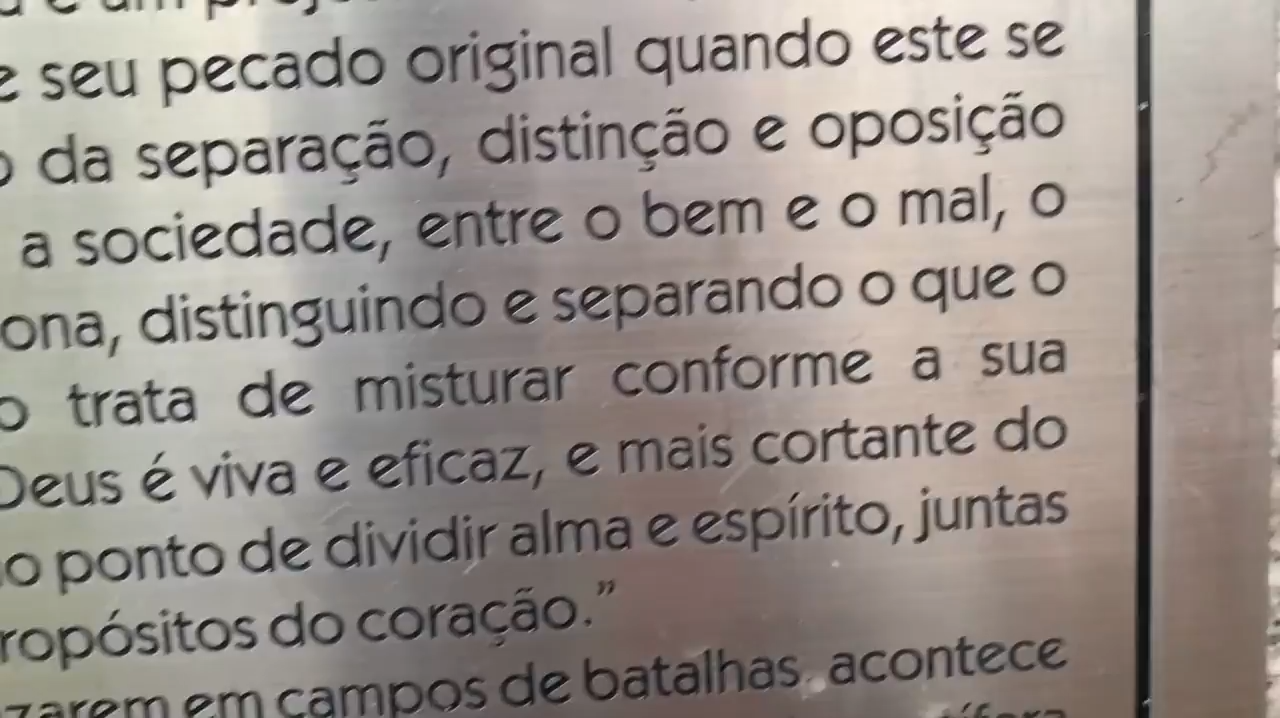 seu pecado original quando este se
da separação, distinção e oposição
a sociedade, entre o bem e o mal, o
ona, distinguindo e separando o que o
o trata de misturar conforme a sua
Deus é viva e eficaz, e mais cortante do
o ponto de dividir alma e espírito, juntas
ropósitos do coração.”
zarem em campos de batalhas, acontece